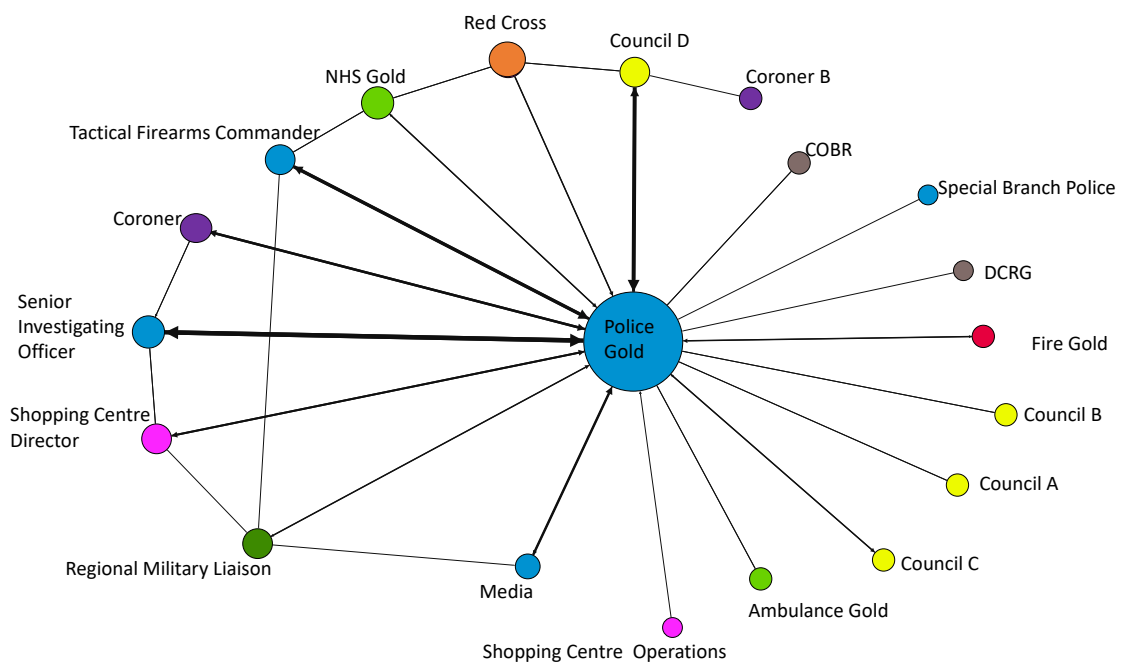 Red Cross
Council D
NHS Gold
Coroner B
Tactical Firearms Commander
COBR
Special Branch Police
Coroner
DCRG
Senior
Investigating
Officer
Police
Gold
Fire Gold
Shopping Centre
Director
Council B
Council A
Regional Military Liaison
Council C
Media
Ambulance Gold
Shopping Centre  Operations